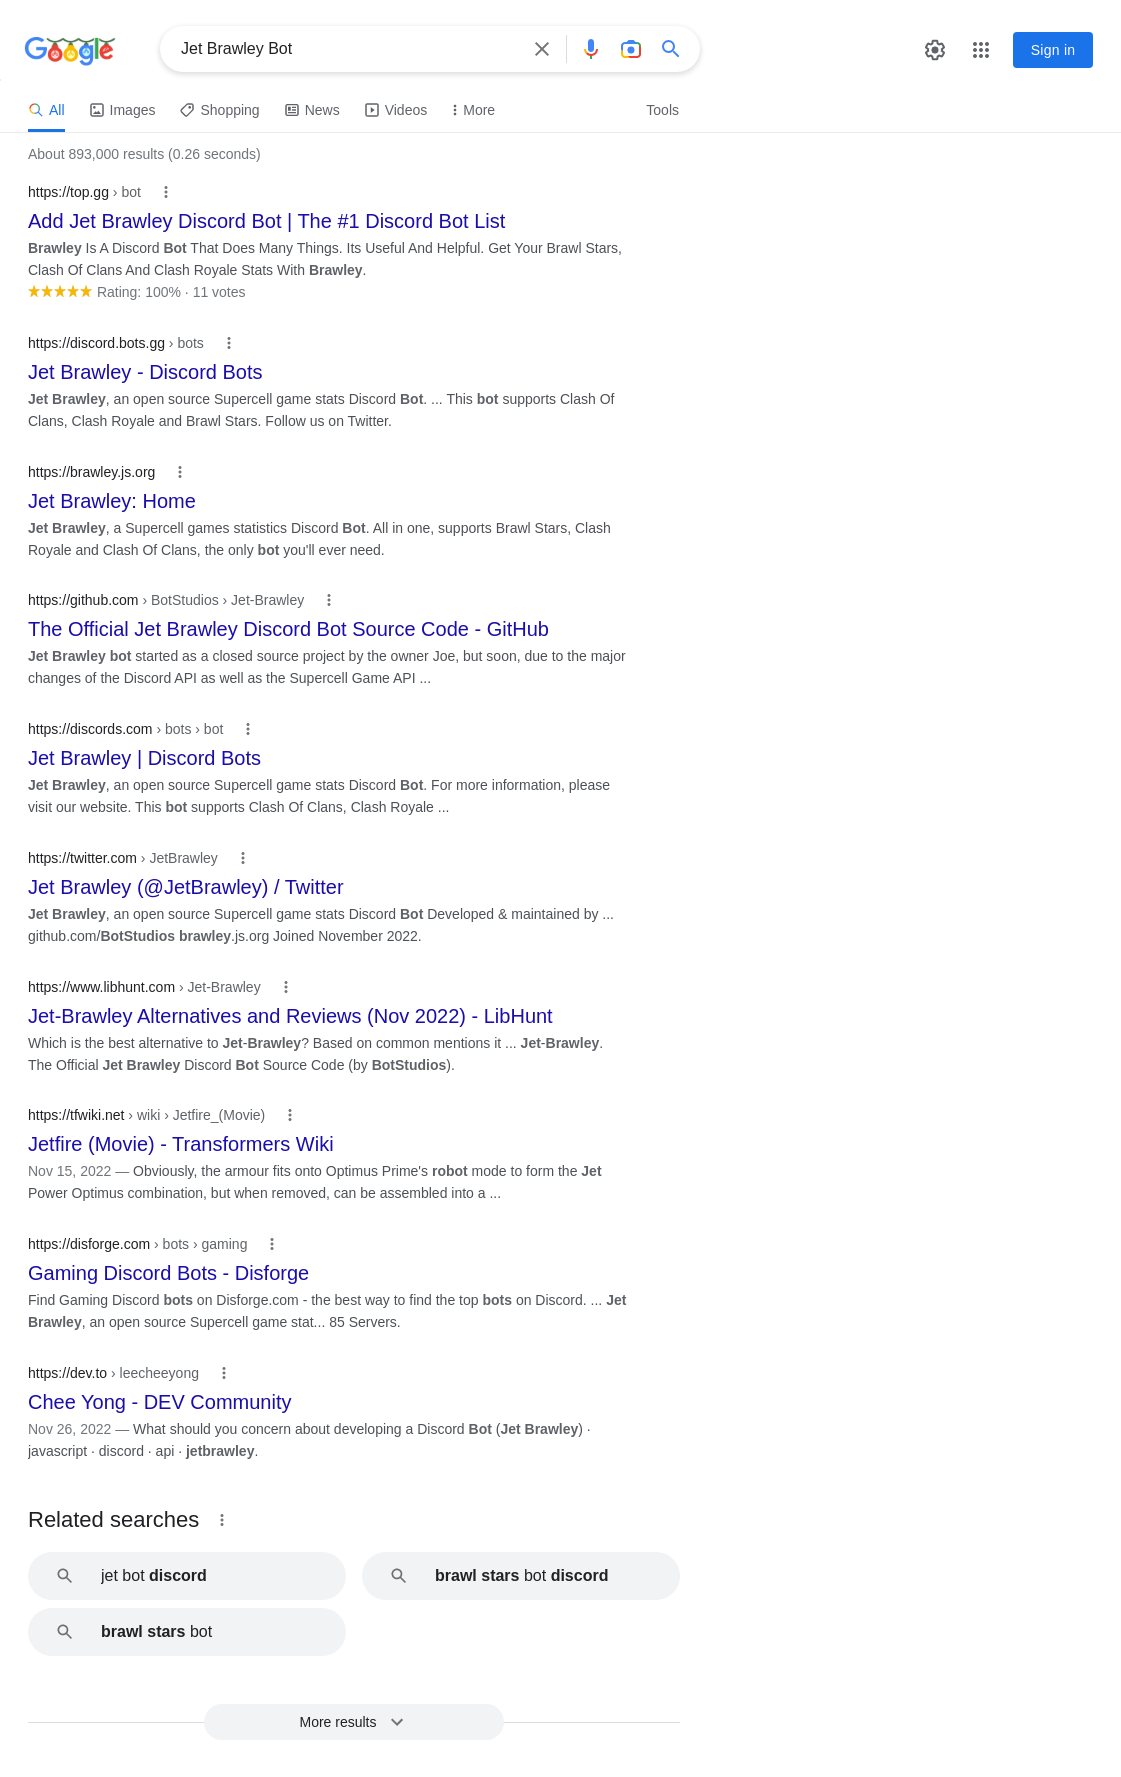 Google
Jet Brawley Bot
Sign in
All Images Shopping News Videos More Tools
About 893,000 results (0.26 seconds)
https://top.gg › bot
Add Jet Brawley Discord Bot | The #1 Discord Bot List
Brawley Is A Discord Bot That Does Many Things. Its Useful And Helpful. Get Your Brawl Stars,
Clash Of Clans And Clash Royale Stats With Brawley.
Rating: 100% · 11 votes
https://discord.bots.gg › bots
Jet Brawley - Discord Bots
Jet Brawley, an open source Supercell game stats Discord Bot. ... This bot supports Clash Of
Clans, Clash Royale and Brawl Stars. Follow us on Twitter.
https://brawley.js.org
Jet Brawley: Home
Jet Brawley, a Supercell games statistics Discord Bot. All in one, supports Brawl Stars, Clash
Royale and Clash Of Clans, the only bot you'll ever need.
https://github.com › BotStudios › Jet-Brawley
The Official Jet Brawley Discord Bot Source Code - GitHub
Jet Brawley bot started as a closed source project by the owner Joe, but soon, due to the major
changes of the Discord API as well as the Supercell Game API ...
https://discords.com › bots › bot
Jet Brawley | Discord Bots
Jet Brawley, an open source Supercell game stats Discord Bot. For more information, please
visit our website. This bot supports Clash Of Clans, Clash Royale ...
https://twitter.com › JetBrawley
Jet Brawley (@JetBrawley) / Twitter
Jet Brawley, an open source Supercell game stats Discord Bot Developed & maintained by ...
github.com/BotStudios brawley.js.org Joined November 2022.
https://www.libhunt.com › Jet-Brawley
Jet-Brawley Alternatives and Reviews (Nov 2022) - LibHunt
Which is the best alternative to Jet-Brawley? Based on common mentions it ... Jet-Brawley.
The Official Jet Brawley Discord Bot Source Code (by BotStudios).
https://tfwiki.net › wiki › Jetfire_(Movie)
Jetfire (Movie) - Transformers Wiki
Nov 15, 2022 — Obviously, the armour fits onto Optimus Prime's robot mode to form the Jet
Power Optimus combination, but when removed, can be assembled into a ...
https://disforge.com › bots › gaming
Gaming Discord Bots - Disforge
Find Gaming Discord bots on Disforge.com - the best way to find the top bots on Discord. ... Jet
Brawley, an open source Supercell game stat... 85 Servers.
https://dev.to › leecheeyong
Chee Yong - DEV Community
Nov 26, 2022 — What should you concern about developing a Discord Bot (Jet Brawley) ·
javascript · discord · api · jetbrawley.
Related searches
jet bot discord
brawl stars bot discord
brawl stars bot
More results